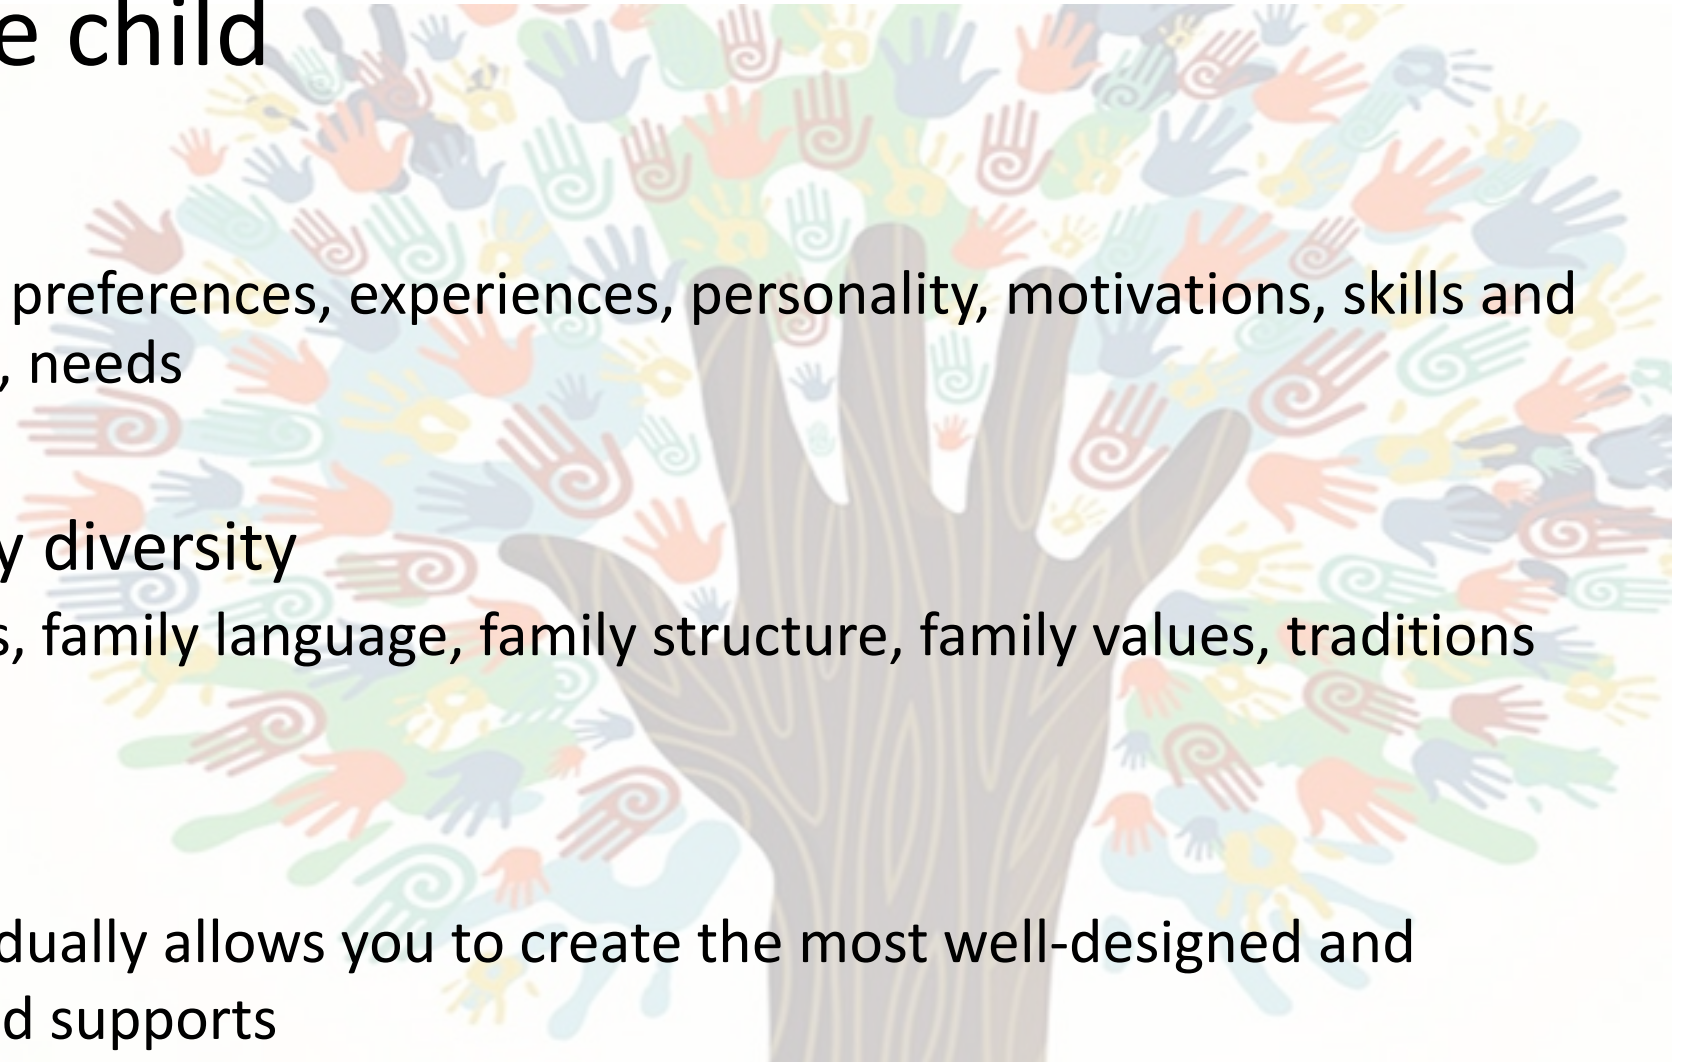 e child
preferences, experiences, personality, motivations, skills and
, needs
y diversity
s, family language, family structure, family values, traditions
dually allows you to create the most well-designed and
d supports